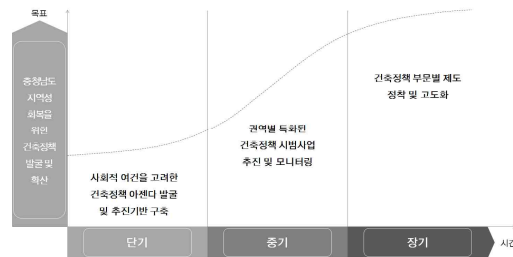 목표
충청남도
지역성
회복을
위한
건축정책
발굴 및
확산
사회적 여건을 고려한
건축정책 아젠다 발굴
및 추진기반 구축
권역별 특화된
건축정책 시범사업
추진 및 모니터링
건축정책 부문별 제도
정착 및 고도화
단기
중기
장기
시간